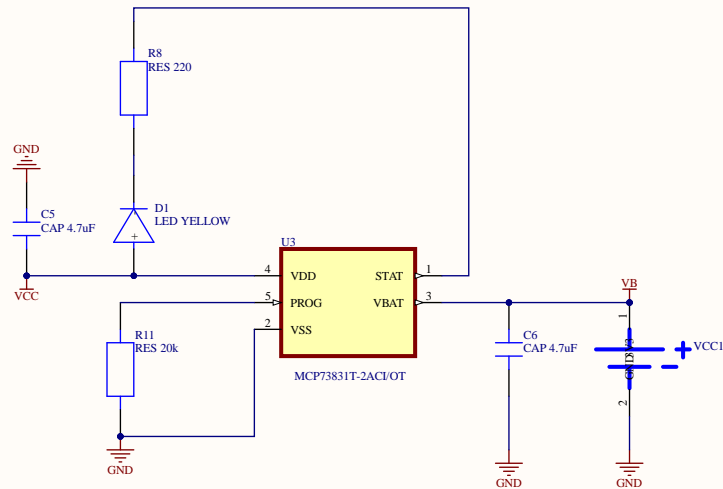 R8
RES 220
GND
C5
CAP 4.7uF
D1
LED YELLOW
+
VCC
U3
4
VDD
STAT
1
5
PROG
VBAT
3
2
VSS
MCP73831T-2ACI/OT
R11
RES 20k
GND
C6
CAP 4.7uF
GND
VB
1
VCC1
2
GND